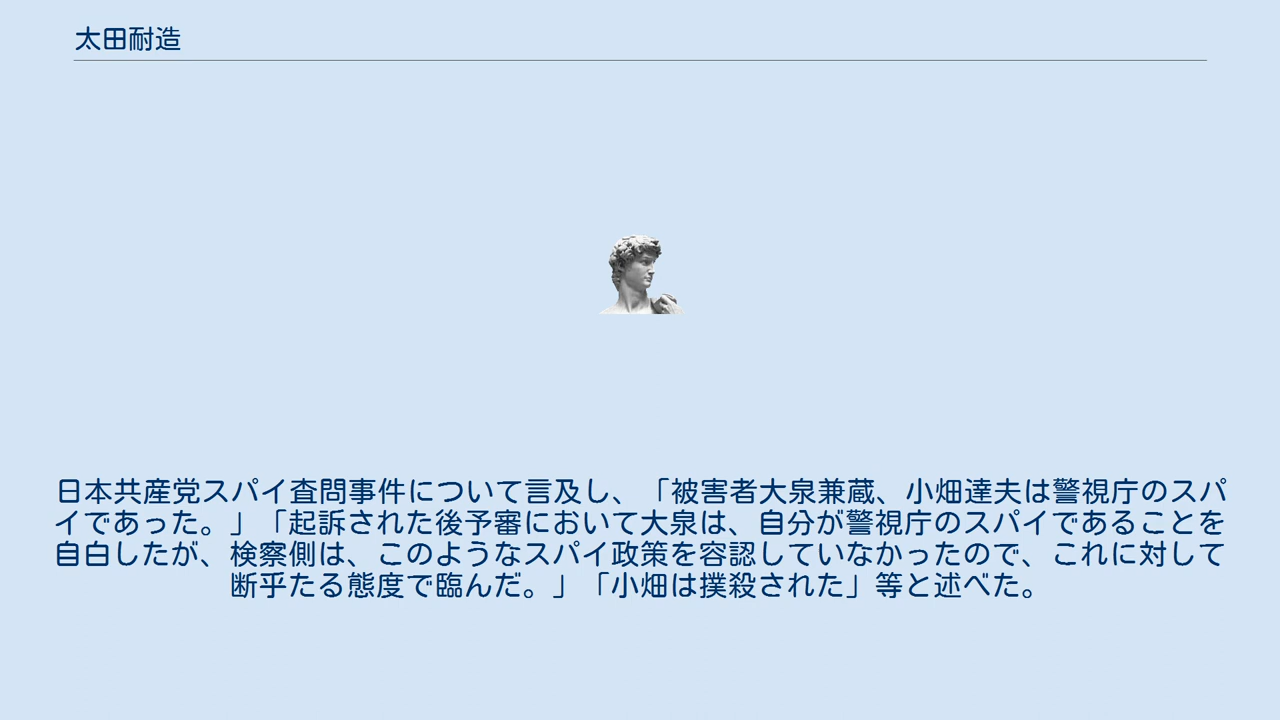 太田耐造
日本共産党スパイ査問事件について言及し、「被害者大泉兼蔵、小畑達夫は警視庁のスパ
イであった。」「起訴された後予審において大泉は、自分が警視庁のスパイであることを
自白したが、検察側は、このようなスパイ政策を容認していなかったので、これに対して
断乎たる態度で臨んだ。」「小畑は撲殺された」等と述べた。